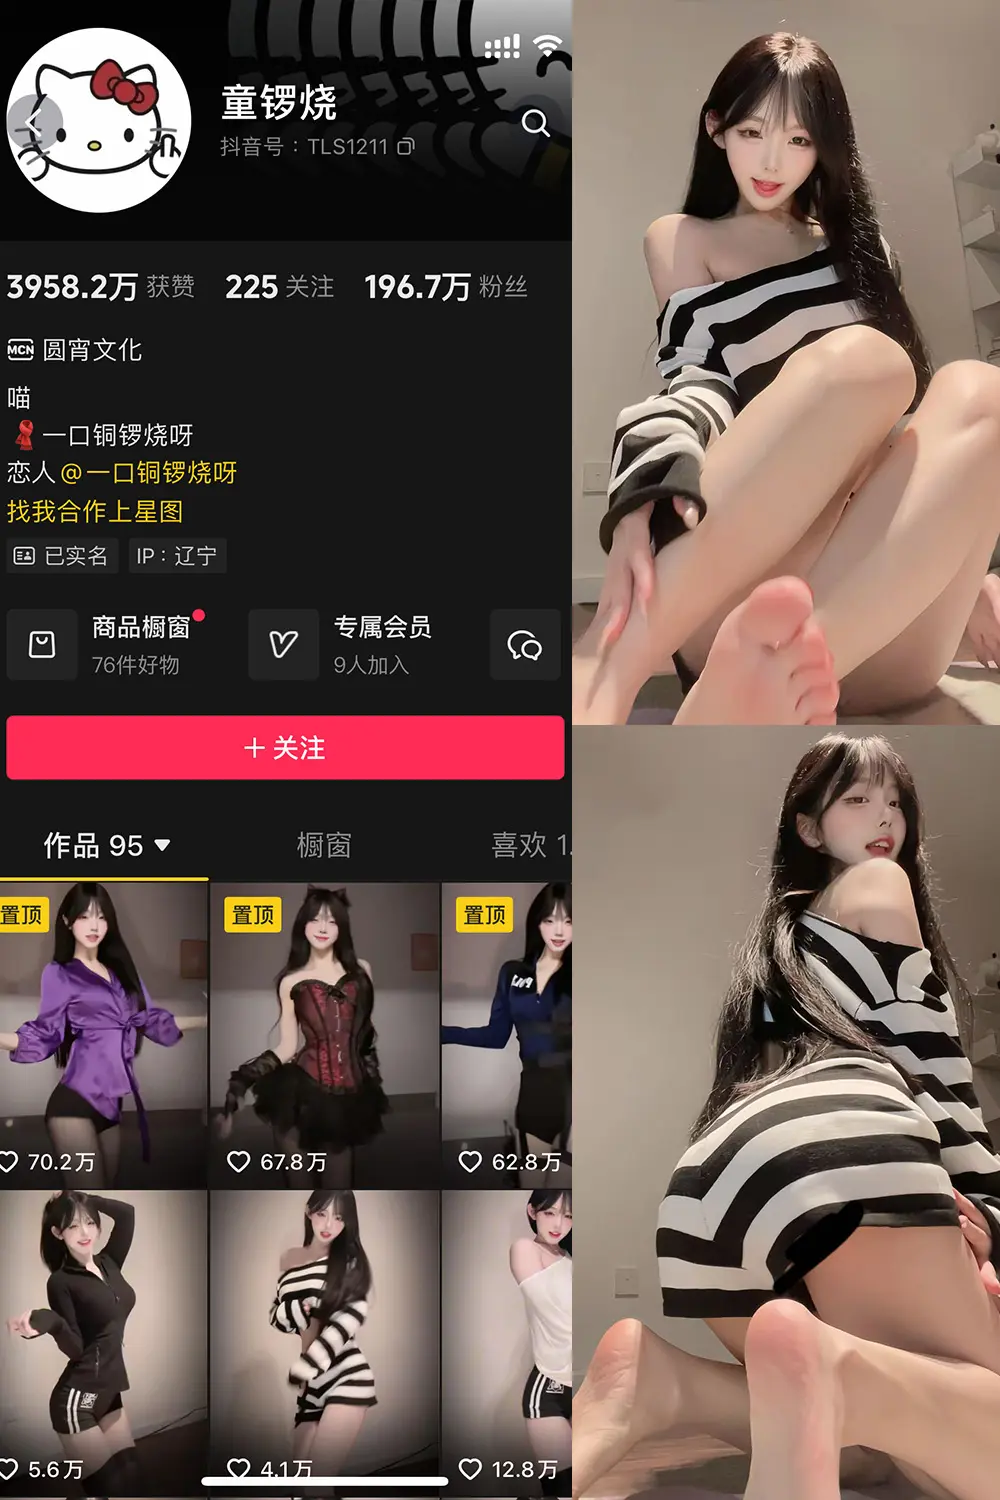 童锣烧
抖音号：TLS1211
3958.2万 获赞 225 关注 196.7万 粉丝
MCN 圆宵文化
喵
一口铜锣烧呀
恋人@一口铜锣烧呀
找我合作上星图
已实名 IP：辽宁
商品橱窗 专属会员
76件好物 9人加入
关注
作品 95 橱窗 喜欢 1.
置顶 置顶 置顶
70.2万 67.8万 62.8万
5.6万 4.1万 12.8万